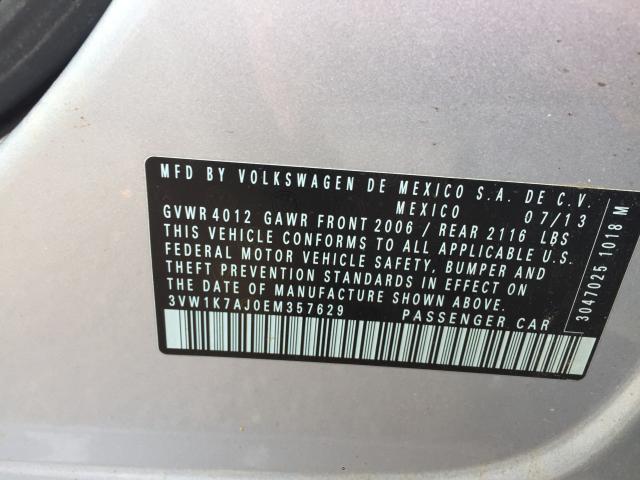 MFD BY VOLKSWAGEN DE MEXICO S.A. DE C.V.
MEXICO 07/13
GVWR 4012 GAWR FRONT 2006 / REAR 2116 LBS
THIS VEHICLE CONFORMS TO ALL APPLICABLE U.S.
FEDERAL MOTOR VEHICLE SAFETY, BUMPER AND
THEFT PREVENTION STANDARDS IN EFFECT ON
THE DATE OF MANUFACTURE SHOWN ABOVE.
3VW1K7AJ0EM357629 PASSENGER CAR
3047025 1018 M